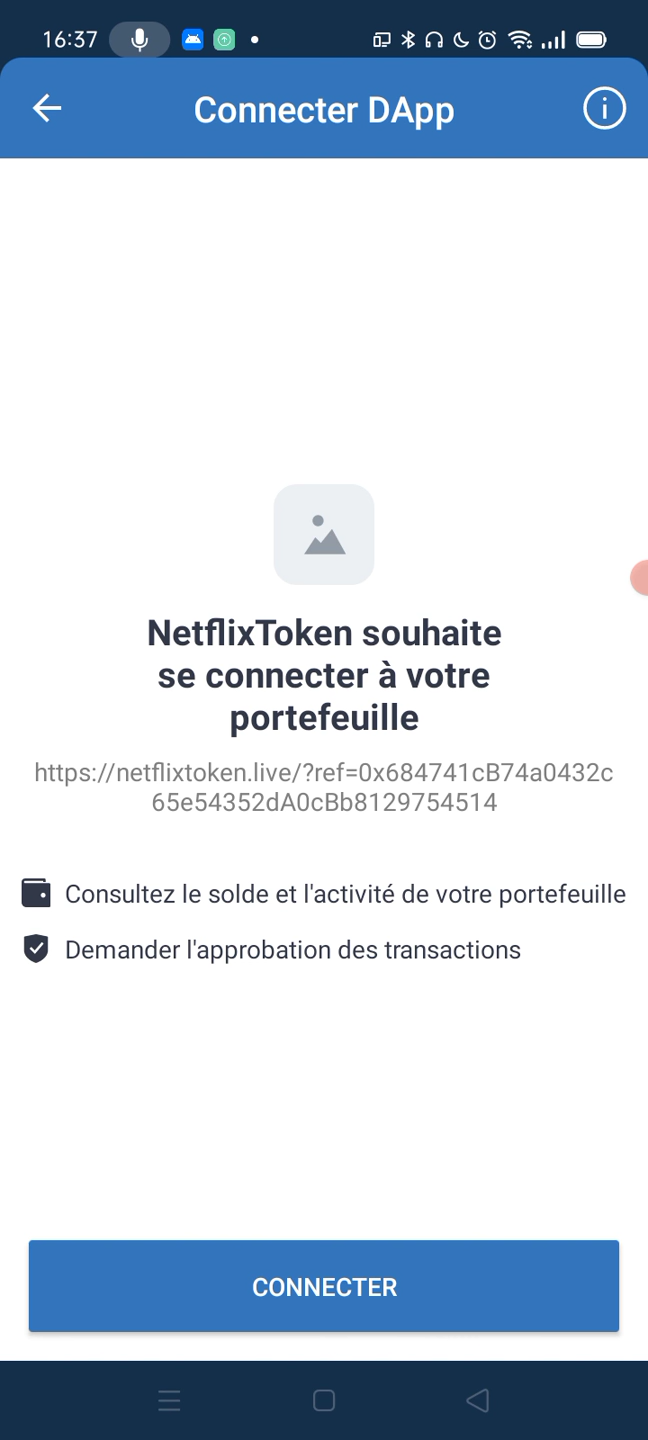 16:37
Connecter DApp
NetflixToken souhaite
se connecter à votre
portefeuille
https://netflixtoken.live/?ref=0x684741cB74a0432c
65e54352dA0cBb8129754514
Consultez le solde et l'activité de votre portefeuille
Demander l'approbation des transactions
CONNECTER